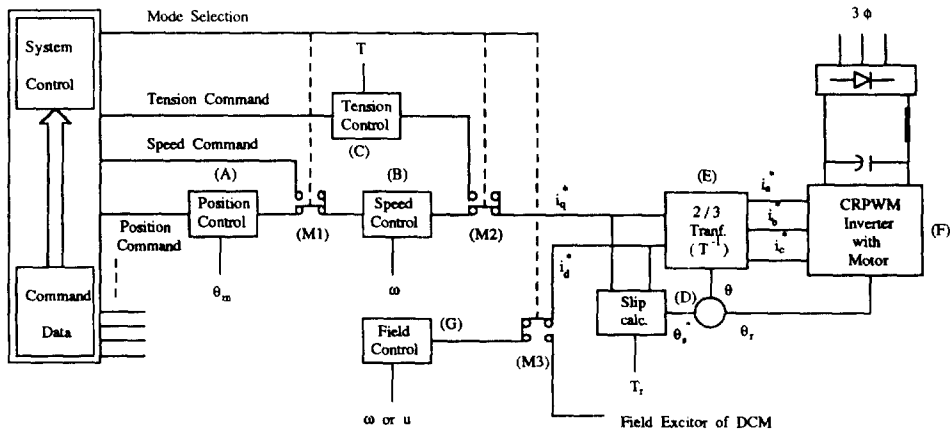 Mode Selection
3 ϕ
System
Control
T
Tension Command
Tension
Control
(C)
Speed Command
(A)
(B)
(E)
Position
Control
Speed
Control
(M1)
(M2)
i_q^*
i_d^*
2 / 3
Tranf.
( T^-1 )
i_a^*
i_b^*
i_c^*
CRPWM
Inverter
with
Motor
(F)
Position
Command
θ_m
ω
Command
Data
Field
Control
(G)
(M3)
Slip
calc.
(D)
θ
θ_s^*
θ_r
T_r
ω or u
Field Excitor of DCM